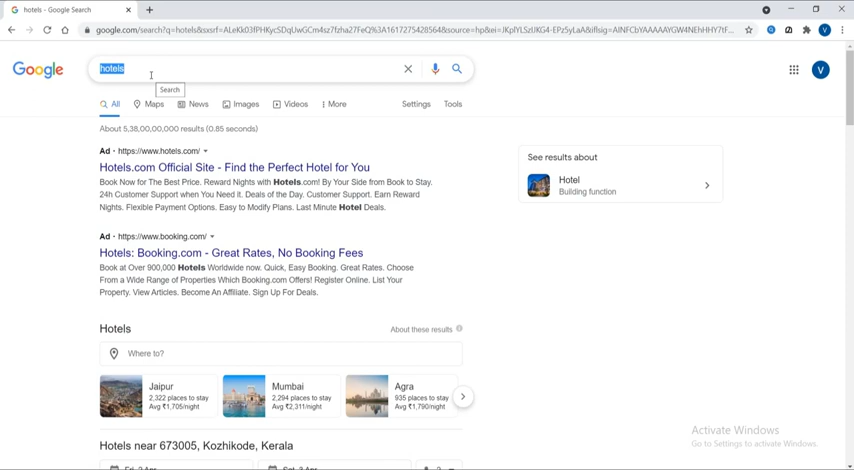 hotels - Google Search
google.com/search?q=hotels&sxsrf=ALeKk03fPHKycSDqUwGCm4sz7fzha27FeQ%3A1617275428564&source=hp&ei=JKplYLSzIKG4-EPz5yLaA&iflsig=AINFCbYAAAAAYGW4NEhHHY7tF...
V
Google
hotels
Search
V
All Maps News Images Videos More Settings Tools
About 5,38,00,00,000 results (0.85 seconds)
Ad · https://www.hotels.com/
Hotels.com Official Site - Find the Perfect Hotel for You
Book Now for The Best Price. Reward Nights with Hotels.com! By Your Side from Book to Stay.
24h Customer Support when You Need it. Deals of the Day. Customer Support. Earn Reward
Nights. Flexible Payment Options. Easy to Modify Plans. Last Minute Hotel Deals.
See results about
Hotel
Building function
Ad · https://www.booking.com/
Hotels: Booking.com - Great Rates, No Booking Fees
Book at Over 900,000 Hotels Worldwide now. Quick, Easy Booking. Great Rates. Choose
From a Wide Range of Properties Which Booking.com Offers! Register Online. List Your
Property. View Articles. Become An Affiliate. Sign Up For Deals.
Hotels About these results
Where to?
Jaipur
2,322 places to stay
Avg ₹1,705/night
Mumbai
2,294 places to stay
Avg ₹2,311/night
Agra
935 places to stay
Avg ₹1,790/night
Activate Windows
Go to Settings to activate Windows.
Hotels near 673005, Kozhikode, Kerala
Fri, 2 Apr Sat, 3 Apr 2